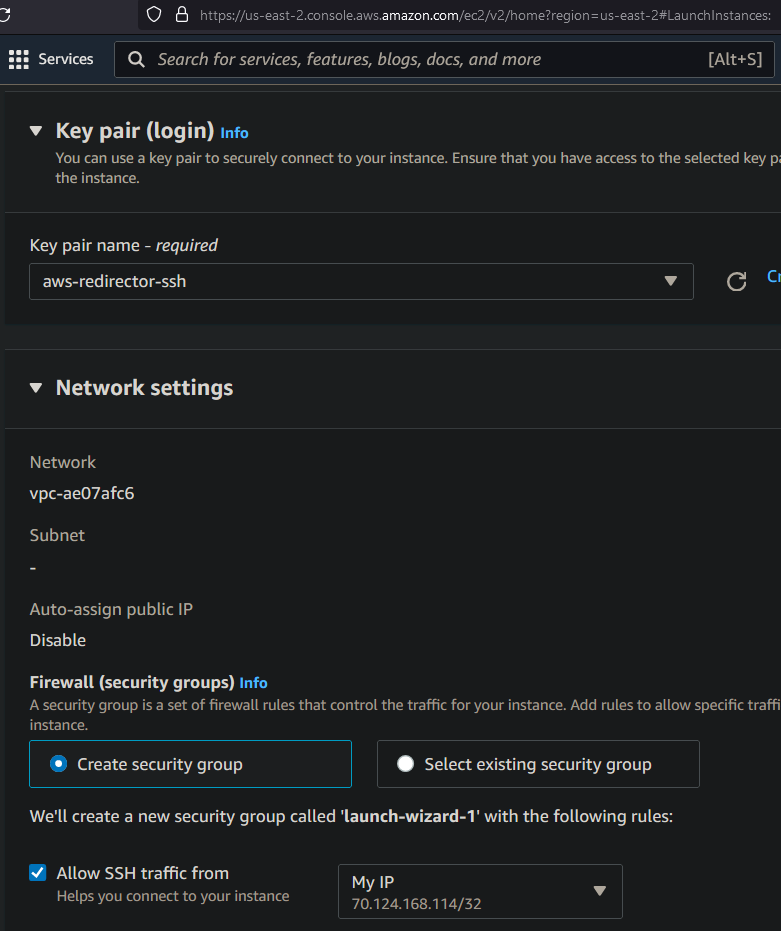 https://us-east-2.console.aws.amazon.com/ec2/v2/home?region=us-east-2#LaunchInstances:
Services
Search for services, features, blogs, docs, and more [Alt+S]
Key pair (login) Info
You can use a key pair to securely connect to your instance. Ensure that you have access to the selected key
the instance.
Key pair name - required
aws-redirector-ssh
Network settings
Network
vpc-ae07afc6
Subnet
-
Auto-assign public IP
Disable
Firewall (security groups) Info
A security group is a set of firewall rules that control the traffic for your instance. Add rules to allow specific
instance.
Create security group
Select existing security group
We'll create a new security group called 'launch-wizard-1' with the following rules:
Allow SSH traffic from
Helps you connect to your instance
My IP
70.124.168.114/32